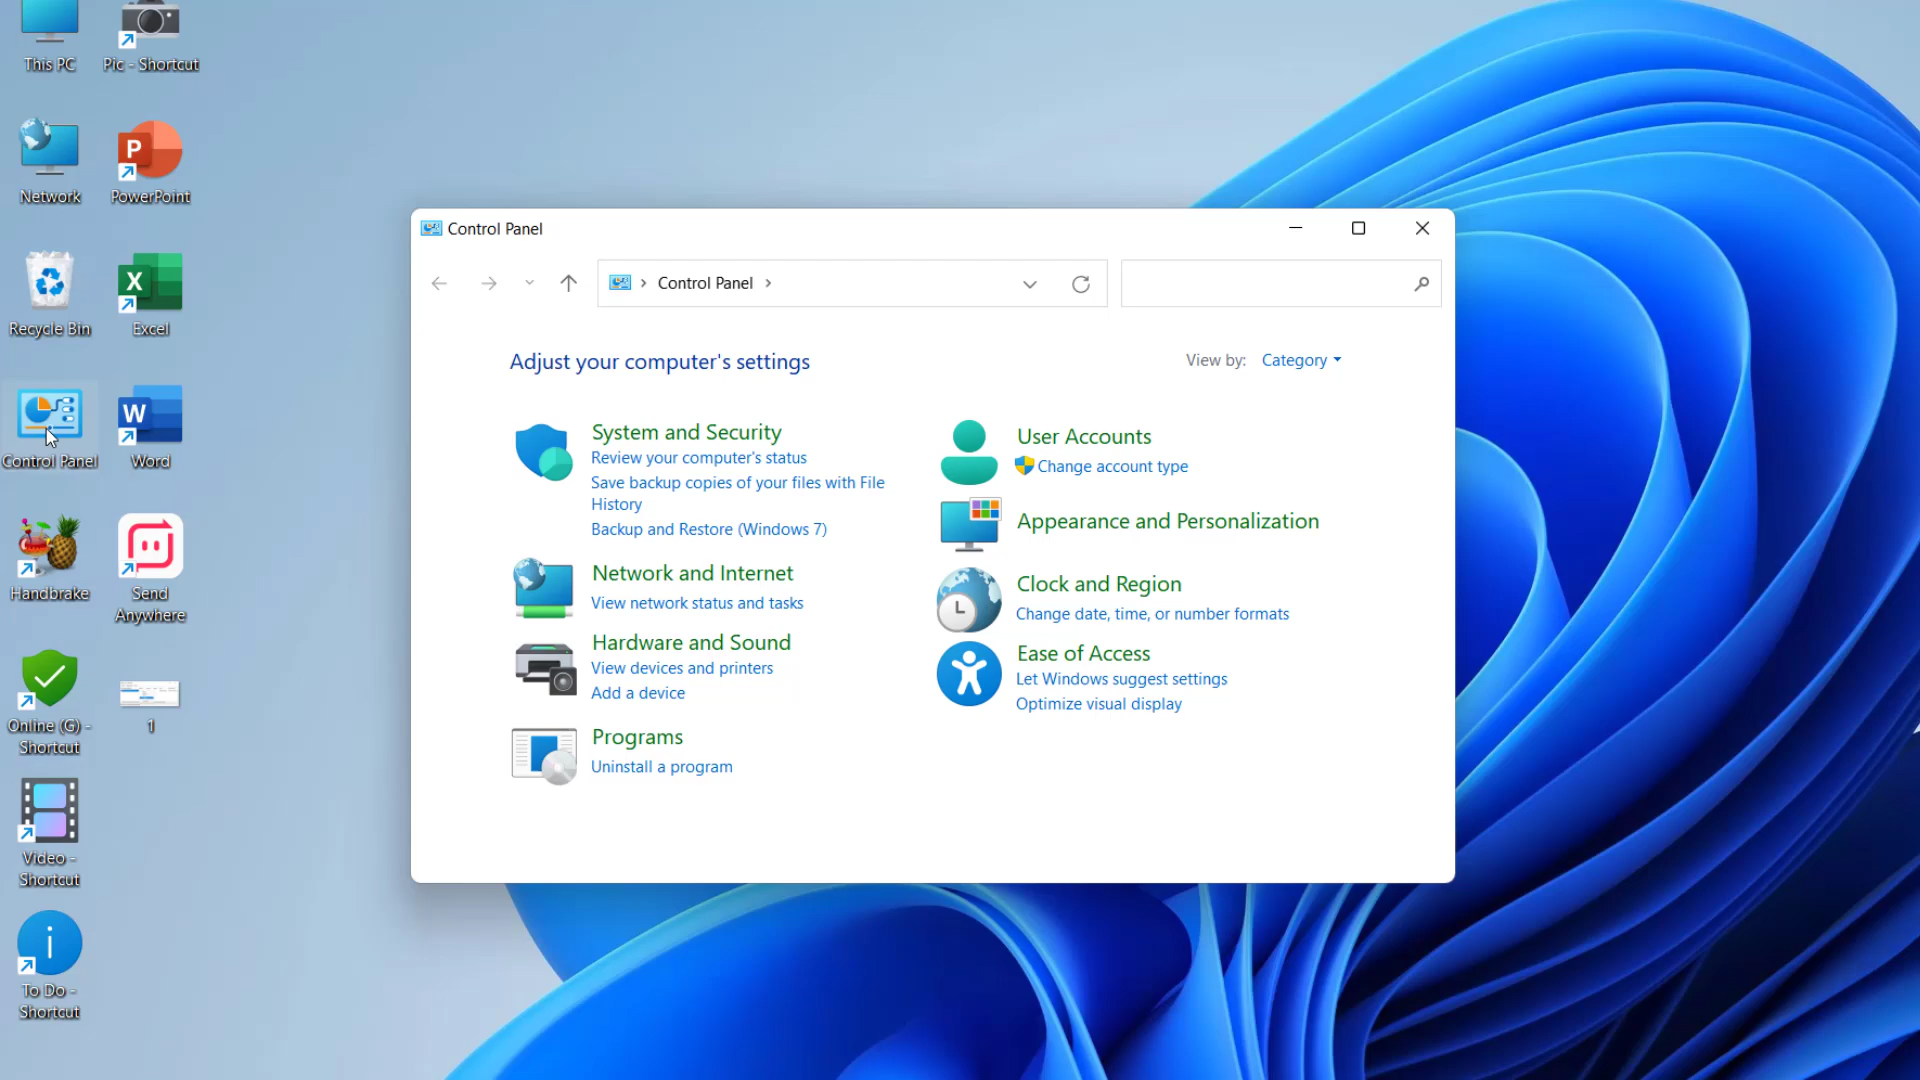 This PC
Pic - Shortcut
Network
PowerPoint
Recycle Bin
Excel
Control Panel
Word
Handbrake
Send
Anywhere
Online (G) -
Shortcut
1
Video -
Shortcut
To Do -
Shortcut
Control Panel
Control Panel
Adjust your computer's settings
View by: Category
System and Security
Review your computer's status
Save backup copies of your files with File
History
Backup and Restore (Windows 7)
Network and Internet
View network status and tasks
Hardware and Sound
View devices and printers
Add a device
Programs
Uninstall a program
User Accounts
Change account type
Appearance and Personalization
Clock and Region
Change date, time, or number formats
Ease of Access
Let Windows suggest settings
Optimize visual display